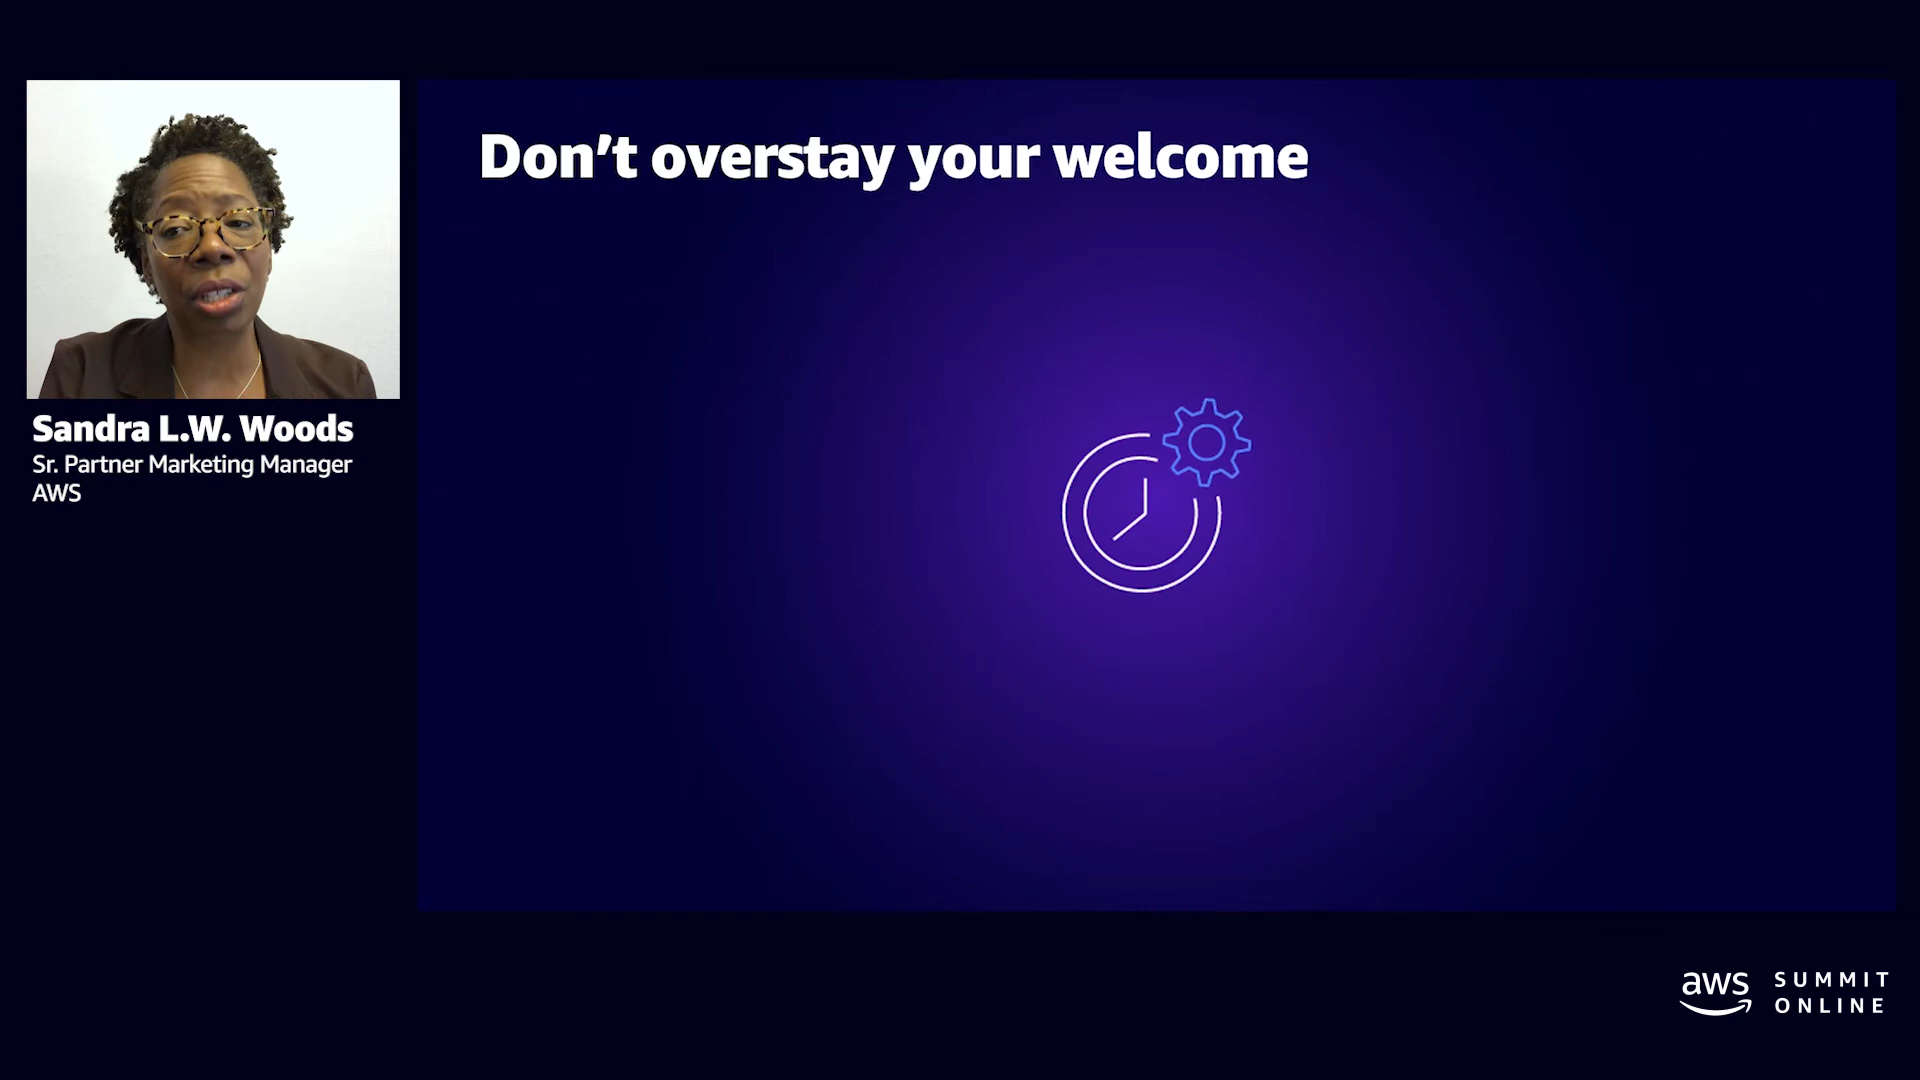 Don’t overstay your welcome
Sandra L.W. Woods
Sr. Partner Marketing Manager
AWS
aws SUMMIT
ONLINE